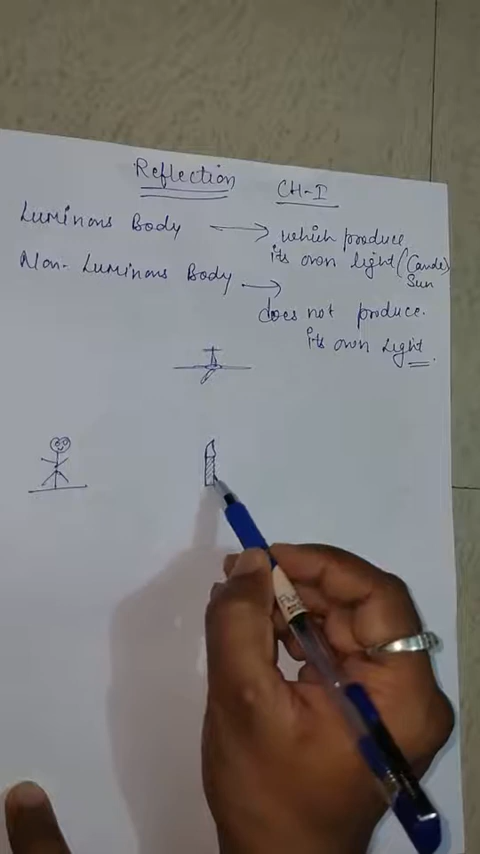 Reflection CH-I
Luminous Body → which produce
its own light (Candle)
Sun
Non-Luminous Body →
does not produce.
its own light